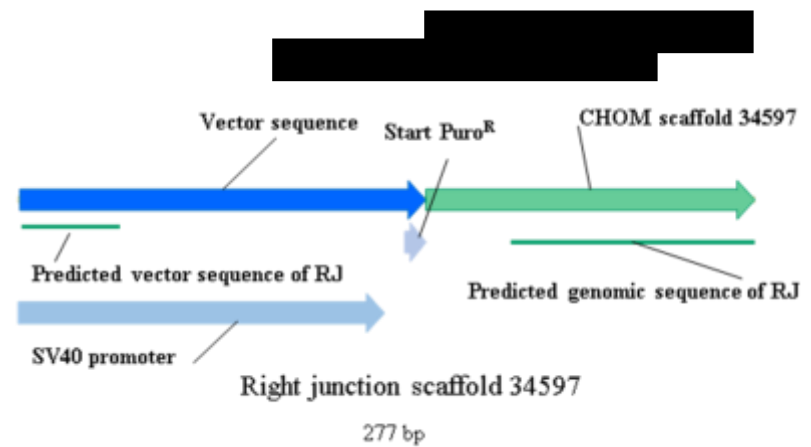 CHOM scaffold 34597
Vector sequence
Start Puro^R
Predicted vector sequence of RJ
Predicted genomic sequence of RJ
SV40 promoter
Right junction scaffold 34597
277 bp